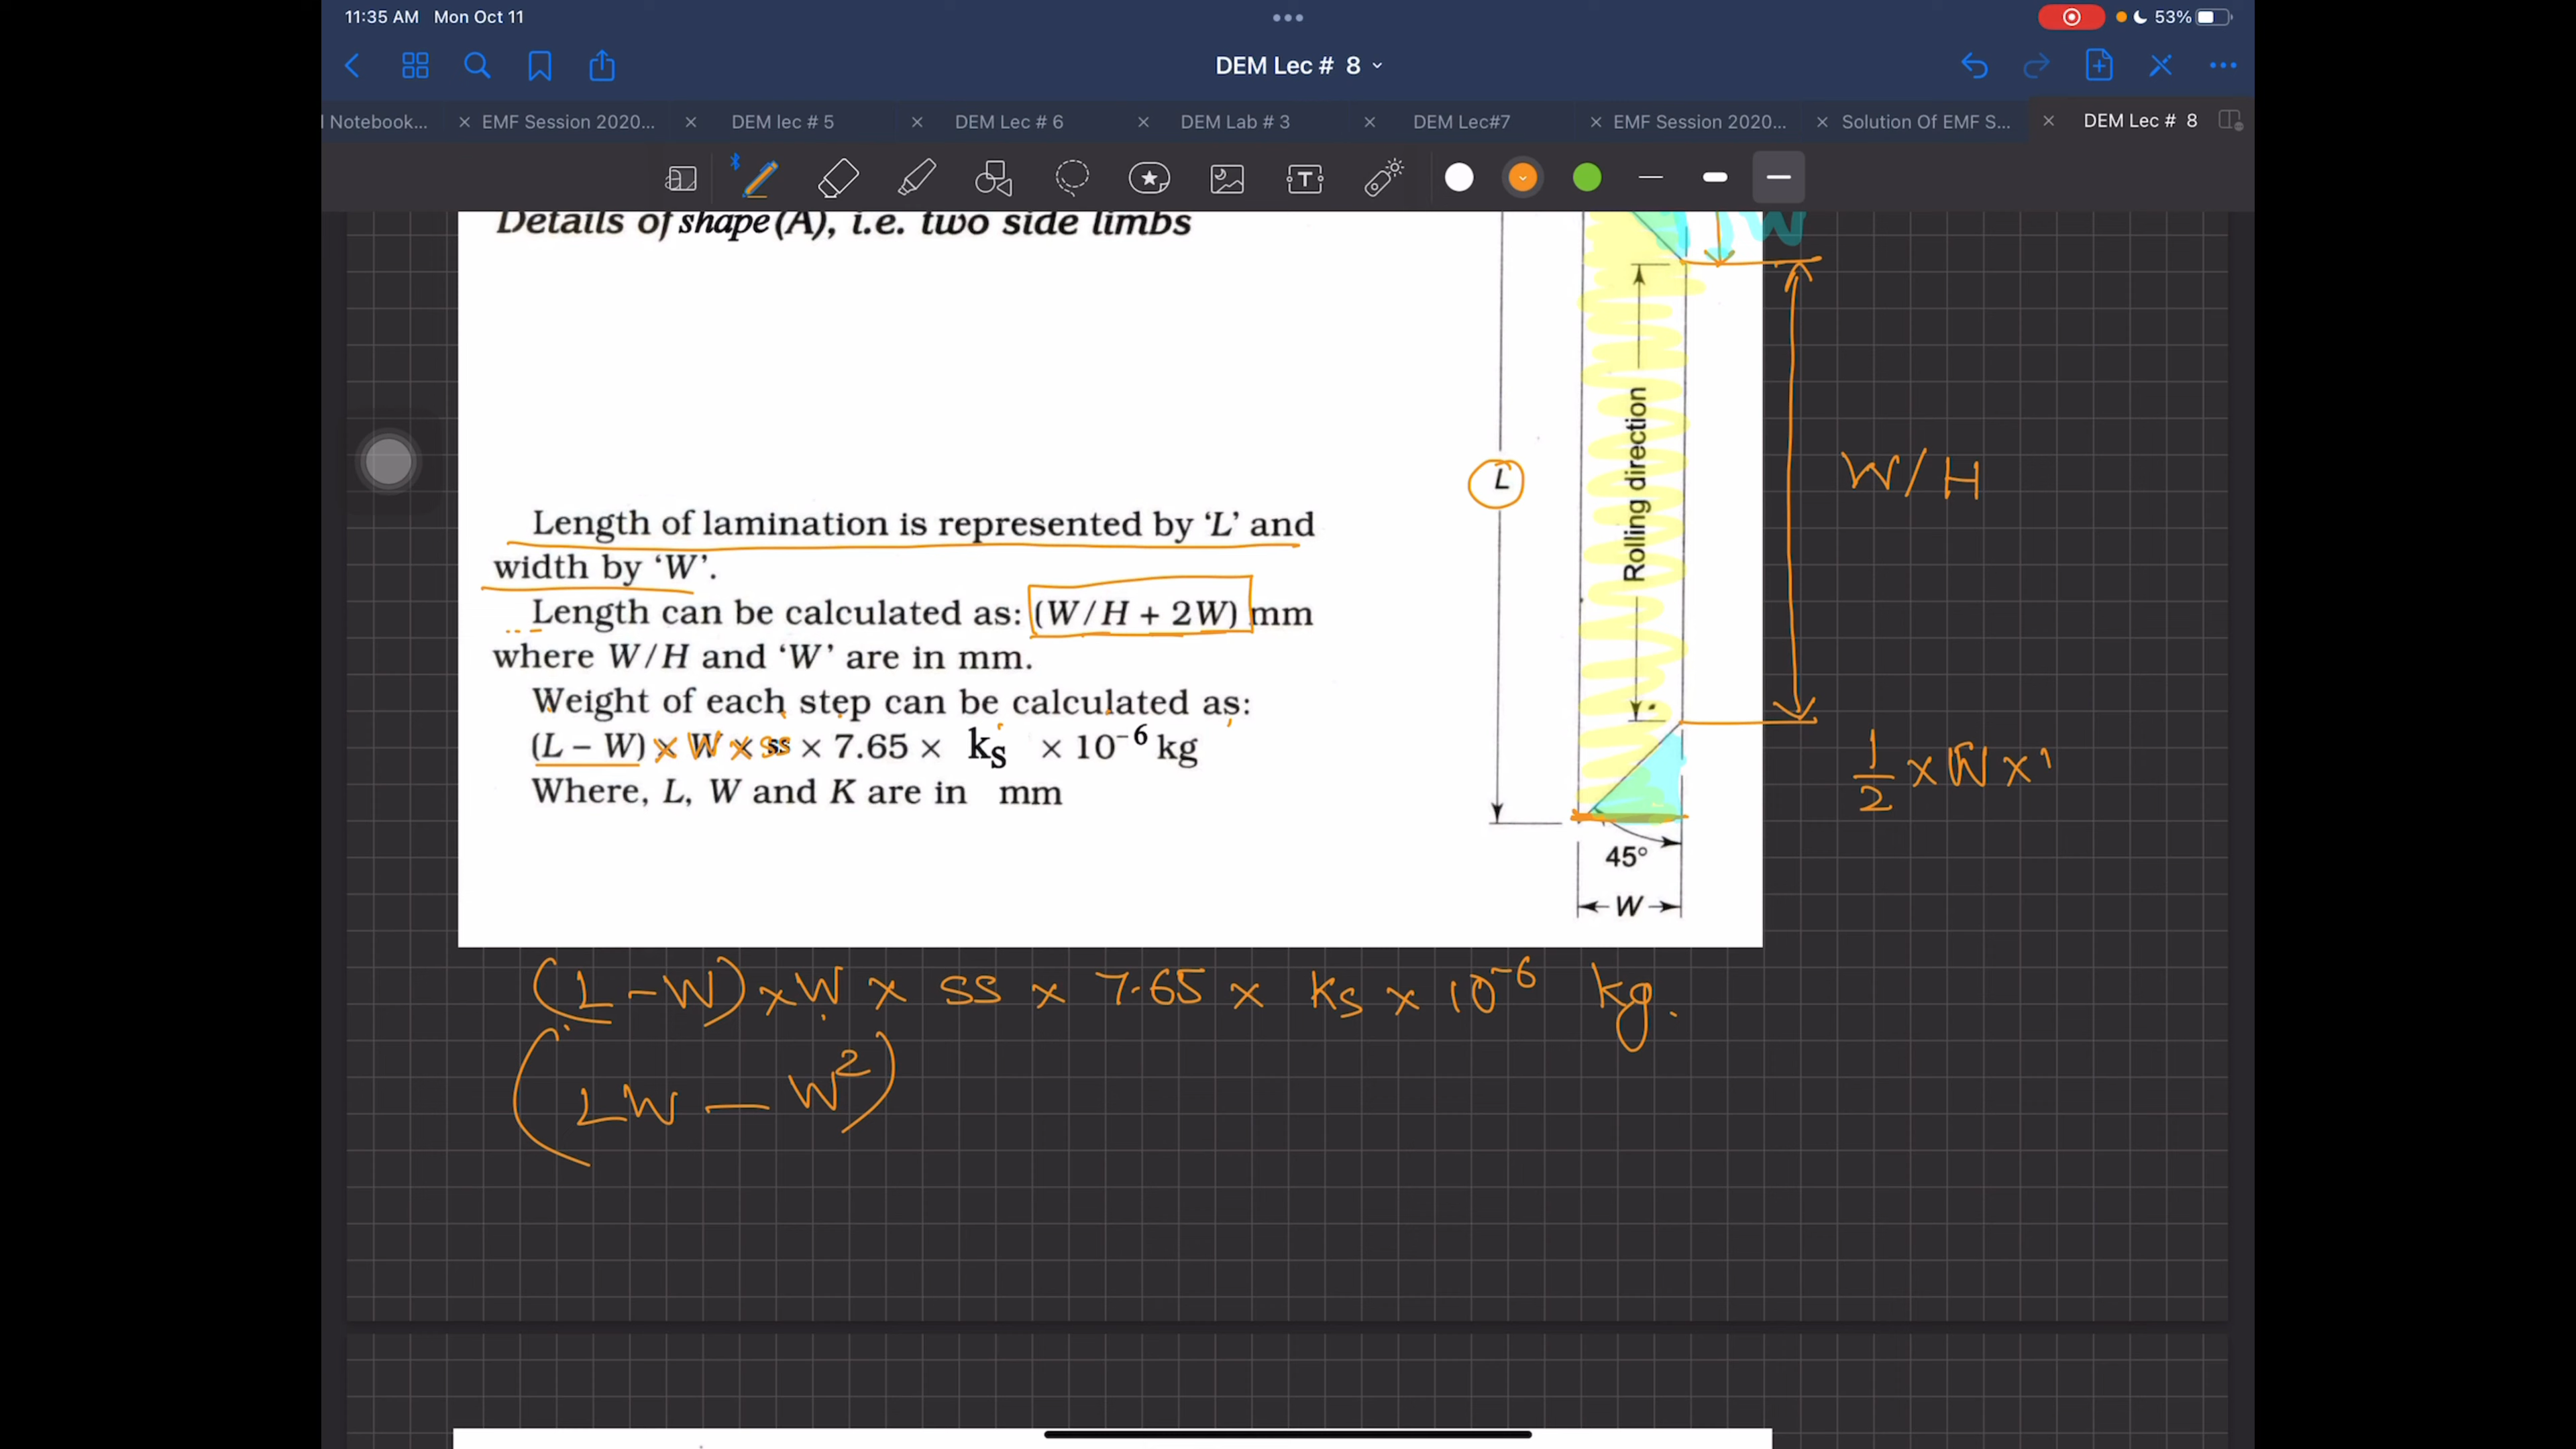 11:35 AM Mon Oct 11
53%
DEM Lec # 8
l Notebook...
EMF Session 2020...
DEM lec # 5
DEM Lec # 6
DEM Lab # 3
DEM Lec#7
EMF Session 2020...
Solution Of EMF S...
DEM Lec # 8
Details of shape (A), i.e. two side limbs
W
Length of lamination is represented by ‘L’ and
width by ‘W’.
Length can be calculated as: (W/H + 2W) mm
where W/H and ‘W’ are in mm.
Weight of each step can be calculated as:
(L – W) × W × ss × 7.65 × ks × 10⁻⁶ kg
Where, L, W and K are in mm
L
Rolling direction
W/H
1/2 × W ×
45°
W
(L – W) × W × ss × 7.65 × ks × 10⁻⁶ kg.
(LW – W²)